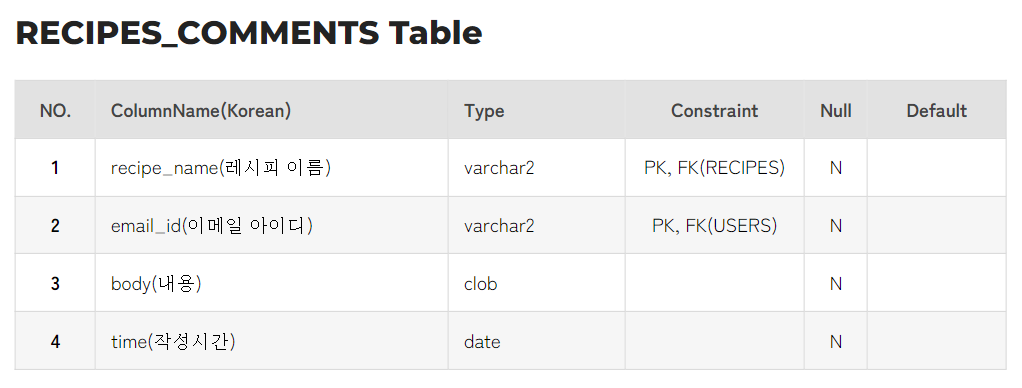 RECIPES_COMMENTS Table
NO. ColumnName(Korean) Type Constraint Null Default
1 recipe_name(레시피 이름) varchar2 PK, FK(RECIPES) N
2 email_id(이메일 아이디) varchar2 PK, FK(USERS) N
3 body(내용) clob N
4 time(작성시간) date N